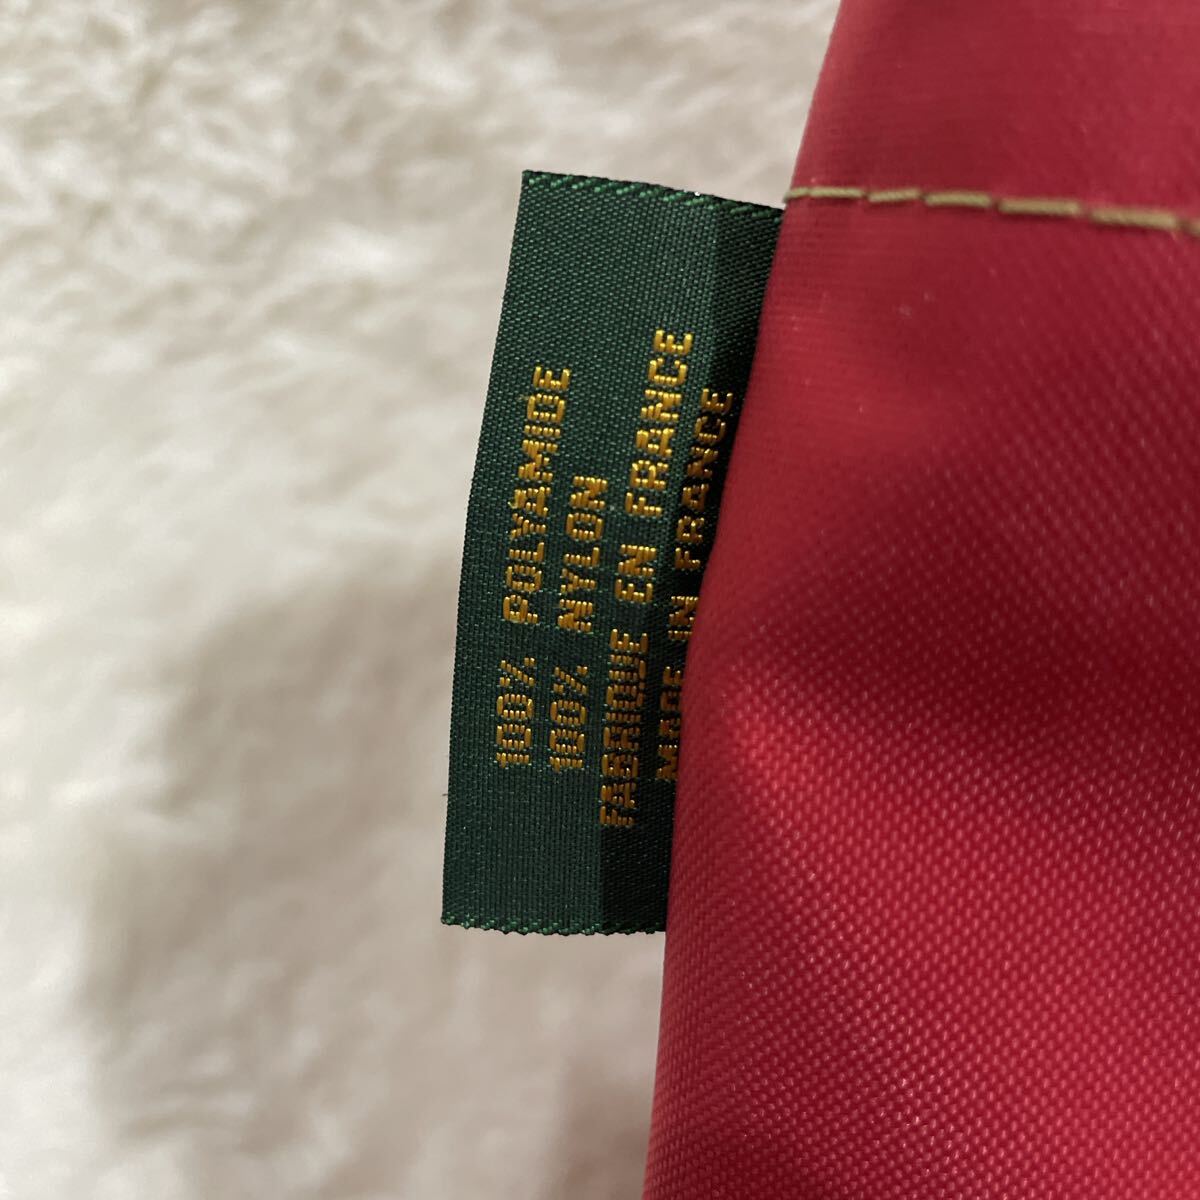 100% POLYAMIDE
100% NYLON
FABRIQUE EN FRANCE
MADE IN FRANCE